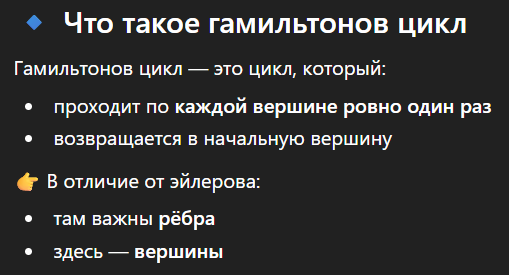 🔹 Что такое гамильтонов цикл
Гамильтонов цикл — это цикл, который:
• проходит по каждой вершине ровно один раз
• возвращается в начальную вершину
👉 В отличие от эйлерова:
• там важны рёбра
• здесь — вершины